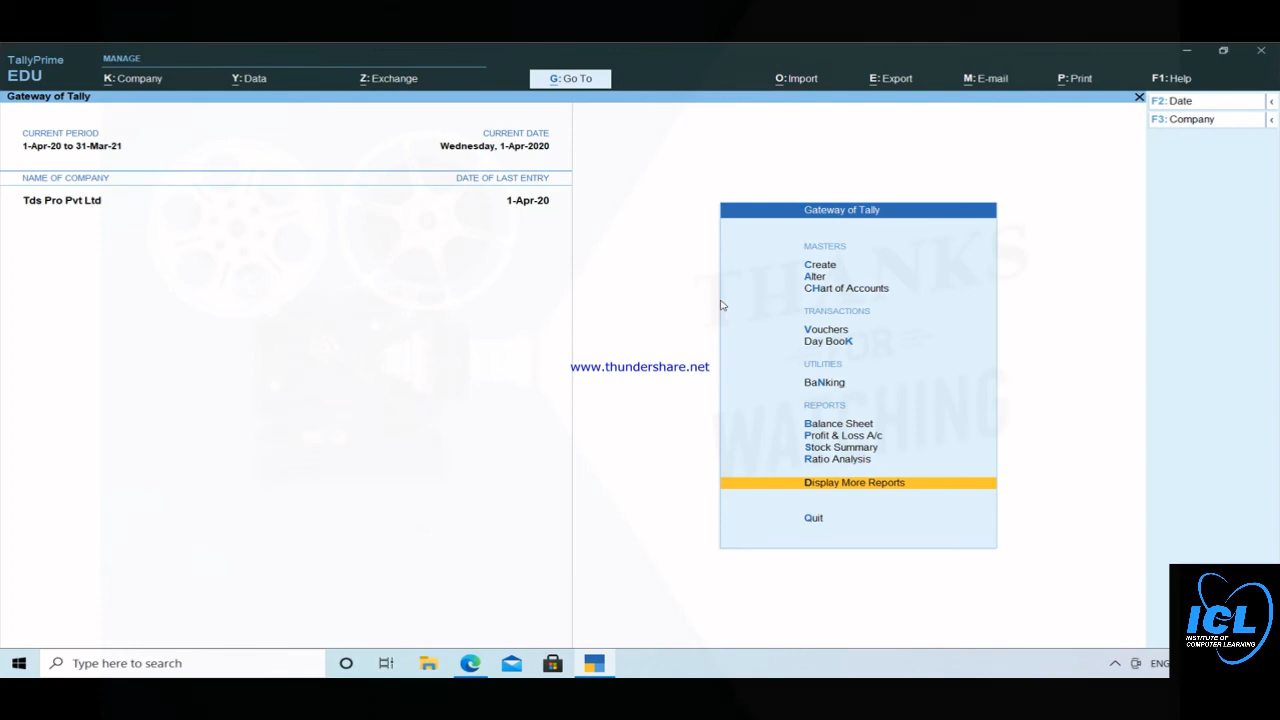 TallyPrime
EDU
MANAGE
K: Company
Y: Data
Z: Exchange
G: Go To
O: Import
E: Export
M: E-mail
P: Print
F1: Help
Gateway of Tally
F2: Date
F3: Company
CURRENT PERIOD
1-Apr-20 to 31-Mar-21
CURRENT DATE
Wednesday, 1-Apr-2020
NAME OF COMPANY
DATE OF LAST ENTRY
Tds Pro Pvt Ltd
1-Apr-20
Gateway of Tally
MASTERS
Create
Alter
CHart of Accounts
TRANSACTIONS
Vouchers
Day BooK
UTILITIES
BaNking
REPORTS
Balance Sheet
Profit & Loss A/c
Stock Summary
Ratio Analysis
Display More Reports
Quit
THANKS
FOR
WATCHING
www.thundershare.net
ICL
INSTITUTE OF
COMPUTER LEARNING
Type here to search
ENG